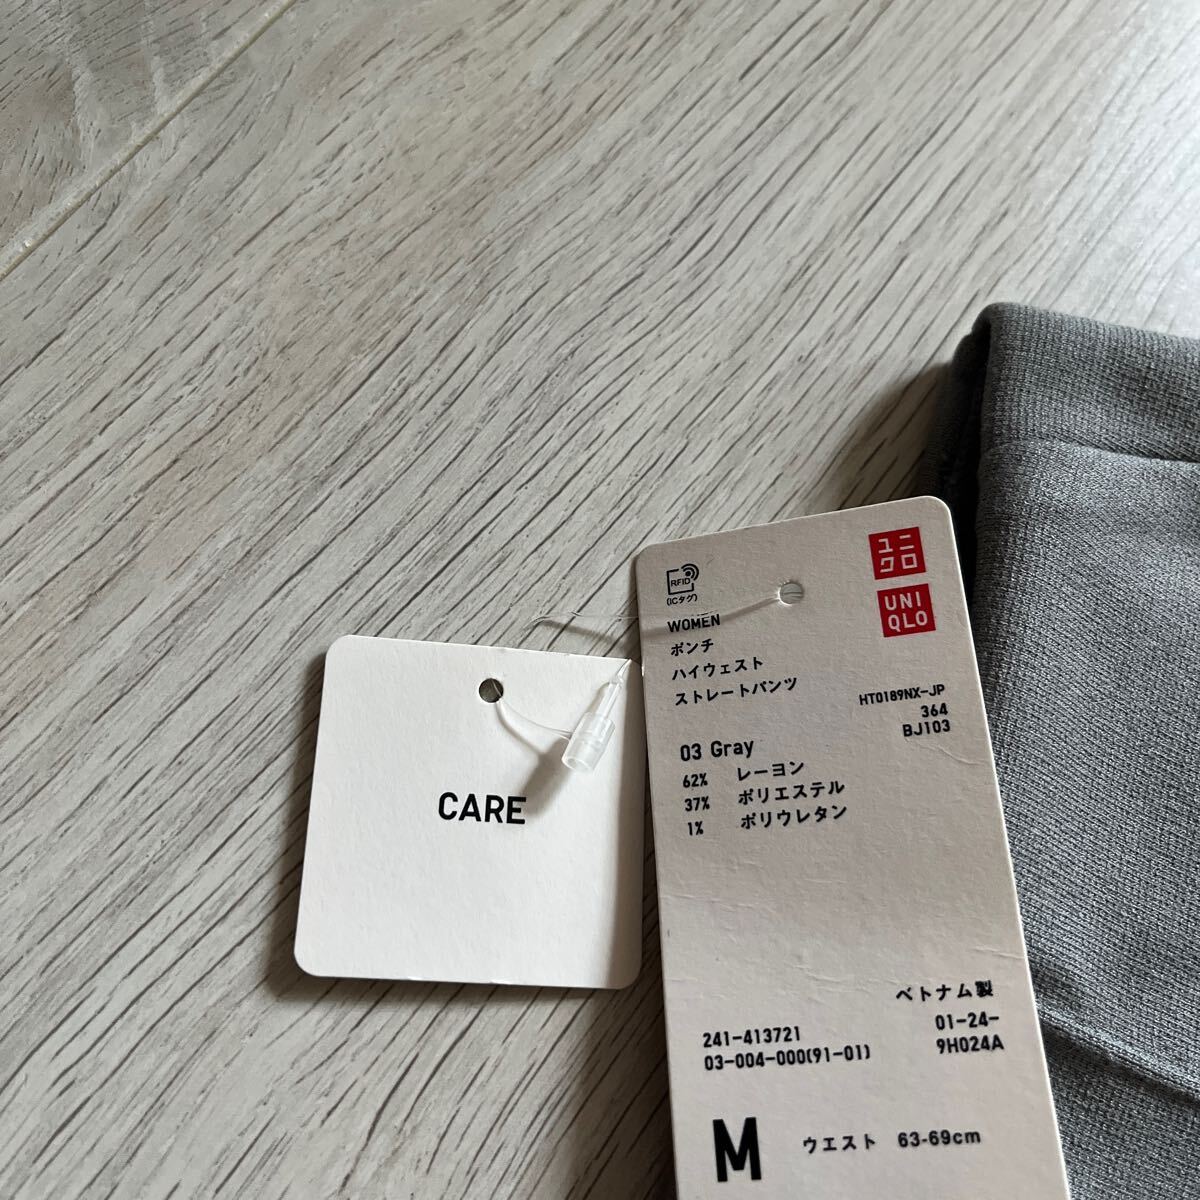 CARE
RFID
(ICタグ)
ユニ
クロ
UNI
QLO
WOMEN
ポンチ
ハイウェスト
ストレートパンツ
HT0189NX-JP
364
BJ103
03 Gray
62% レーヨン
37% ポリエステル
1% ポリウレタン
ベトナム製
241-413721 01-24-
03-004-000(91-01) 9H024A
M ウエスト 63-69cm